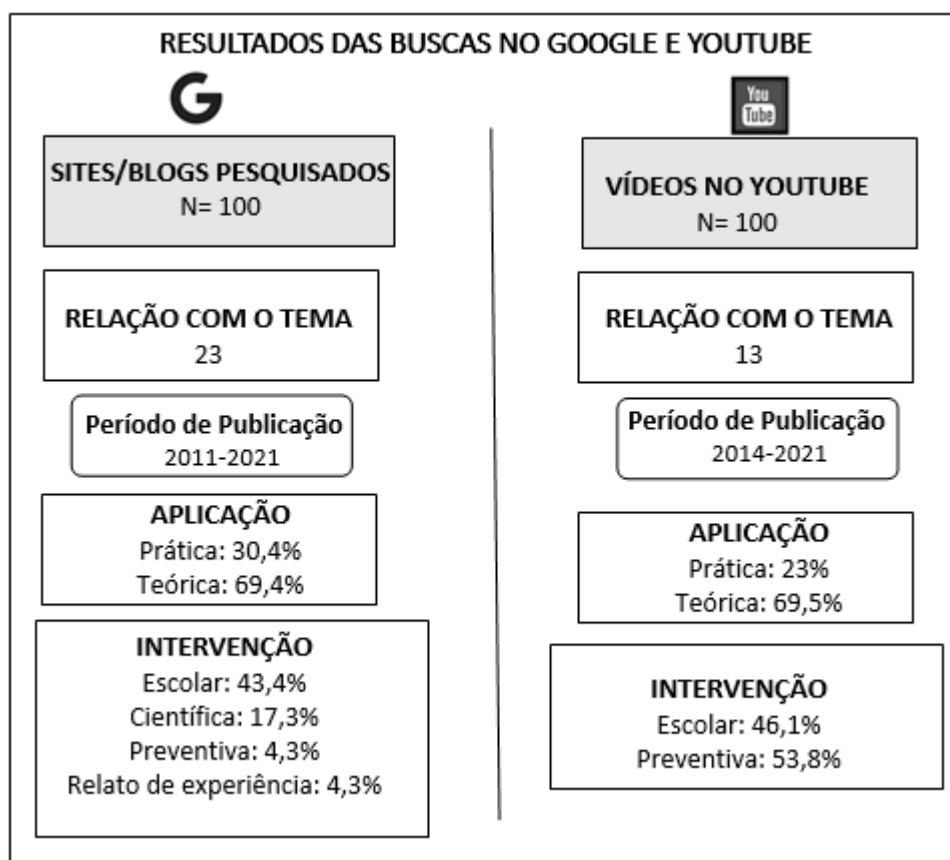 RESULTADOS DAS BUSCAS NO GOOGLE E YOUTUBE
G
SITES/BLOGS PESQUISADOS
N= 100
RELAÇÃO COM O TEMA
23
Período de Publicação
2011-2021
APLICAÇÃO
Prática: 30,4%
Teórica: 69,4%
INTERVENÇÃO
Escolar: 43,4%
Científica: 17,3%
Preventiva: 4,3%
Relato de experiência: 4,3%
You
Tube
VÍDEOS NO YOUTUBE
N= 100
RELAÇÃO COM O TEMA
13
Período de Publicação
2014-2021
APLICAÇÃO
Prática: 23%
Teórica: 69,5%
INTERVENÇÃO
Escolar: 46,1%
Preventiva: 53,8%